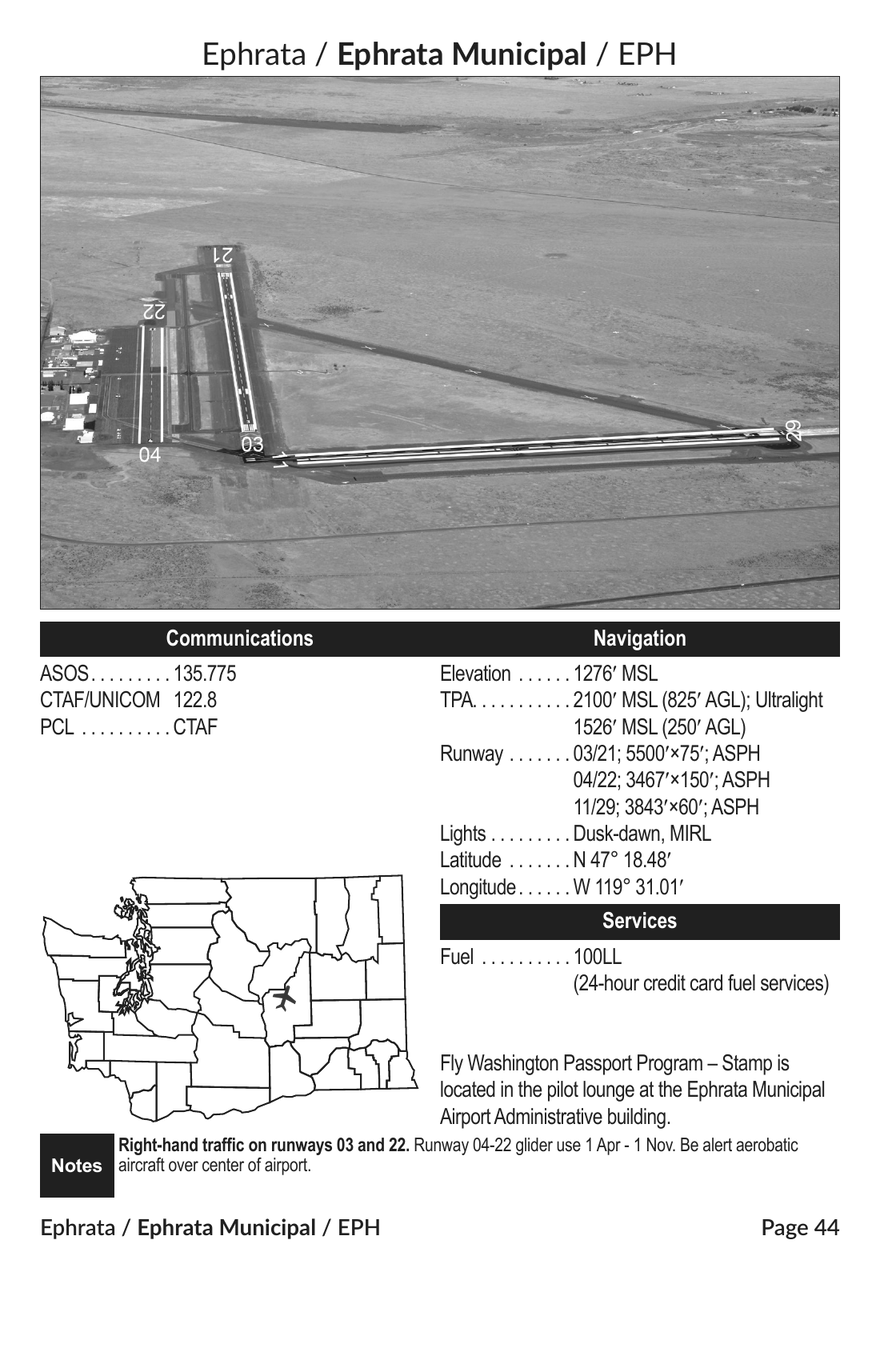 Ephrata / Ephrata Municipal / EPH
21
22
03
04
11
29
Communications
ASOS. . . . . . . . . 135.775
CTAF/UNICOM 122.8
PCL . . . . . . . . . . CTAF
Navigation
Elevation . . . . . . 1276′ MSL
TPA. . . . . . . . . . . 2100′ MSL (825′ AGL); Ultralight
1526′ MSL (250′ AGL)
Runway . . . . . . . 03/21; 5500′×75′; ASPH
04/22; 3467′×150′; ASPH
11/29; 3843′×60′; ASPH
Lights . . . . . . . . . Dusk-dawn, MIRL
Latitude . . . . . . . N 47° 18.48′
Longitude . . . . . . W 119° 31.01′
Services
Fuel . . . . . . . . . . 100LL
(24-hour credit card fuel services)
Fly Washington Passport Program – Stamp is
located in the pilot lounge at the Ephrata Municipal
Airport Administrative building.
Notes
Right-hand traffic on runways 03 and 22. Runway 04-22 glider use 1 Apr - 1 Nov. Be alert aerobatic
aircraft over center of airport.
Ephrata / Ephrata Municipal / EPH
Page 44